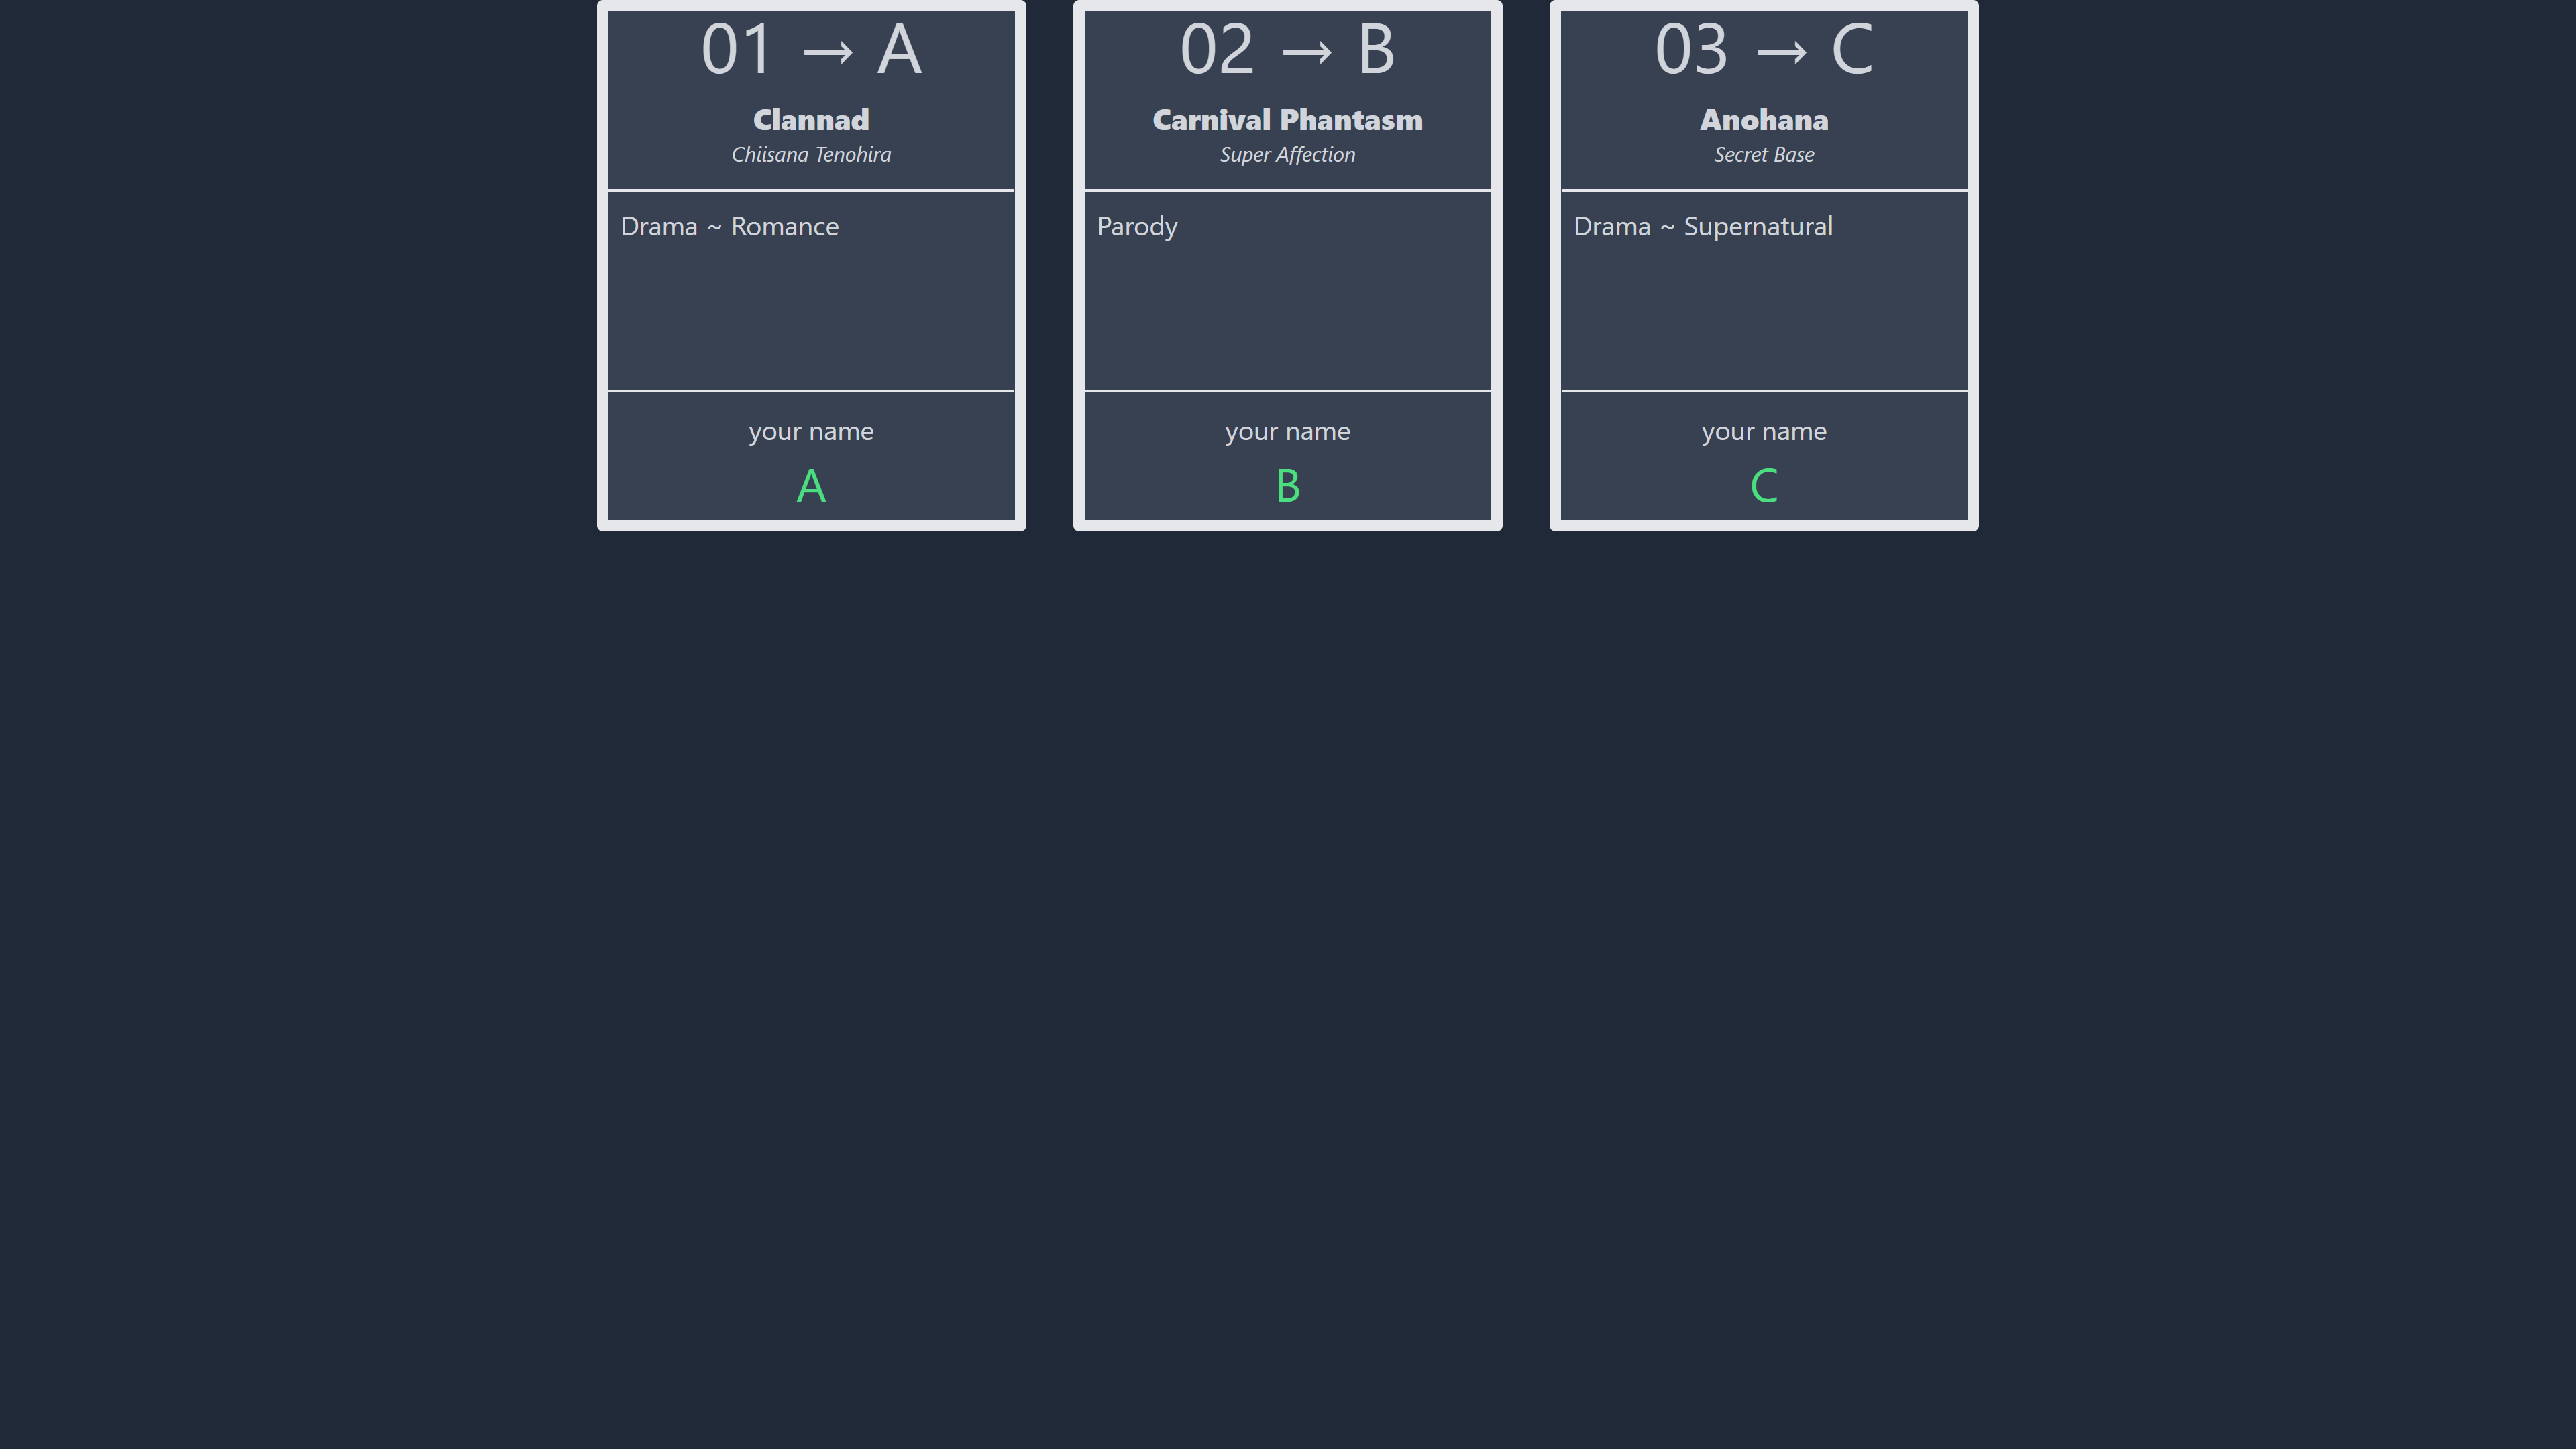 01 → A
Clannad
Chiisana Tenohira
Drama ~ Romance
your name
A
02 → B
Carnival Phantasm
Super Affection
Parody
your name
B
03 → C
Anohana
Secret Base
Drama ~ Supernatural
your name
C